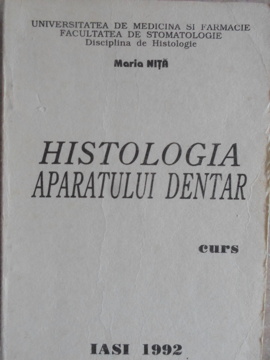 UNIVERSITATEA DE MEDICINA SI FARMACIE
FACULTATEA DE STOMATOLOGIE
Disciplina de Histologie
Maria NIȚĂ
HISTOLOGIA
APARATULUI DENTAR
curs
IASI 1992